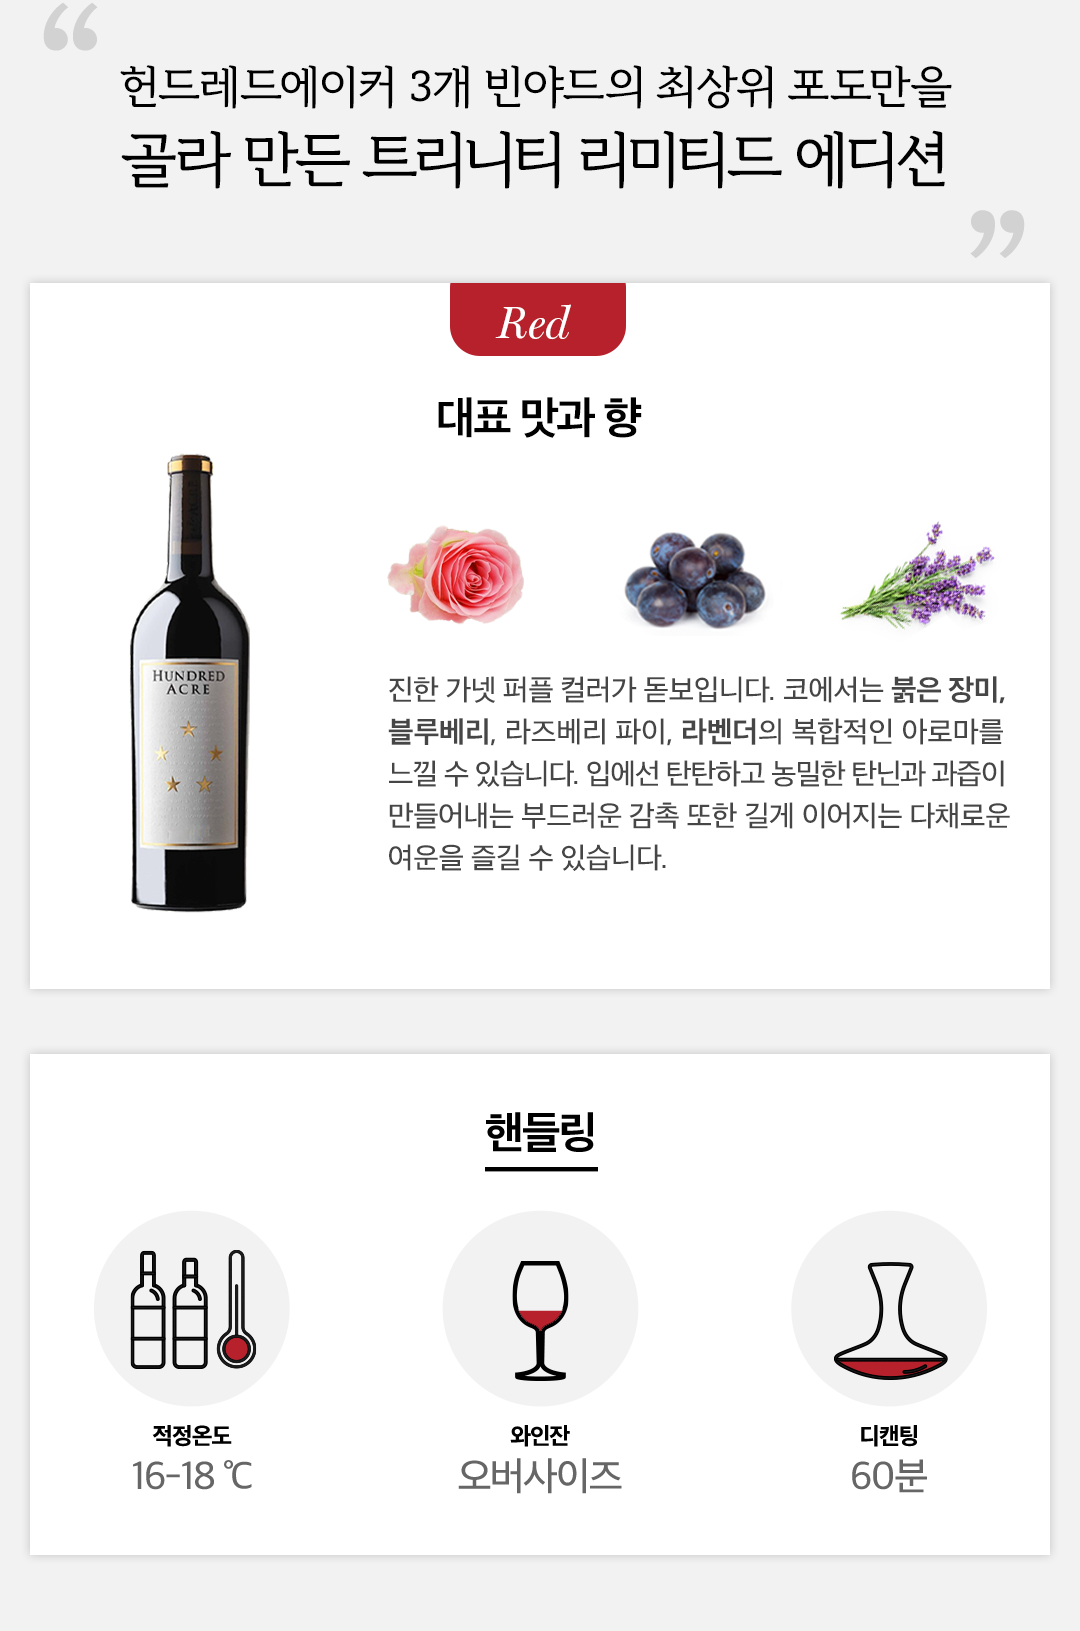 “
헌드레드에이커 3개 빈야드의 최상위 포도만을
골라 만든 트리니티 리미티드 에디션
”
Red
대표 맛과 향
HUNDRED
ACRE
진한 가넷 퍼플 컬러가 돋보입니다. 코에서는 붉은 장미,
블루베리, 라즈베리 파이, 라벤더의 복합적인 아로마를
느낄 수 있습니다. 입에선 탄탄하고 농밀한 탄닌과 과즙이
만들어내는 부드러운 감촉 또한 길게 이어지는 다채로운
여운을 즐길 수 있습니다.
핸들링
적정온도
16-18 ℃
와인잔
오버사이즈
디캔팅
60분